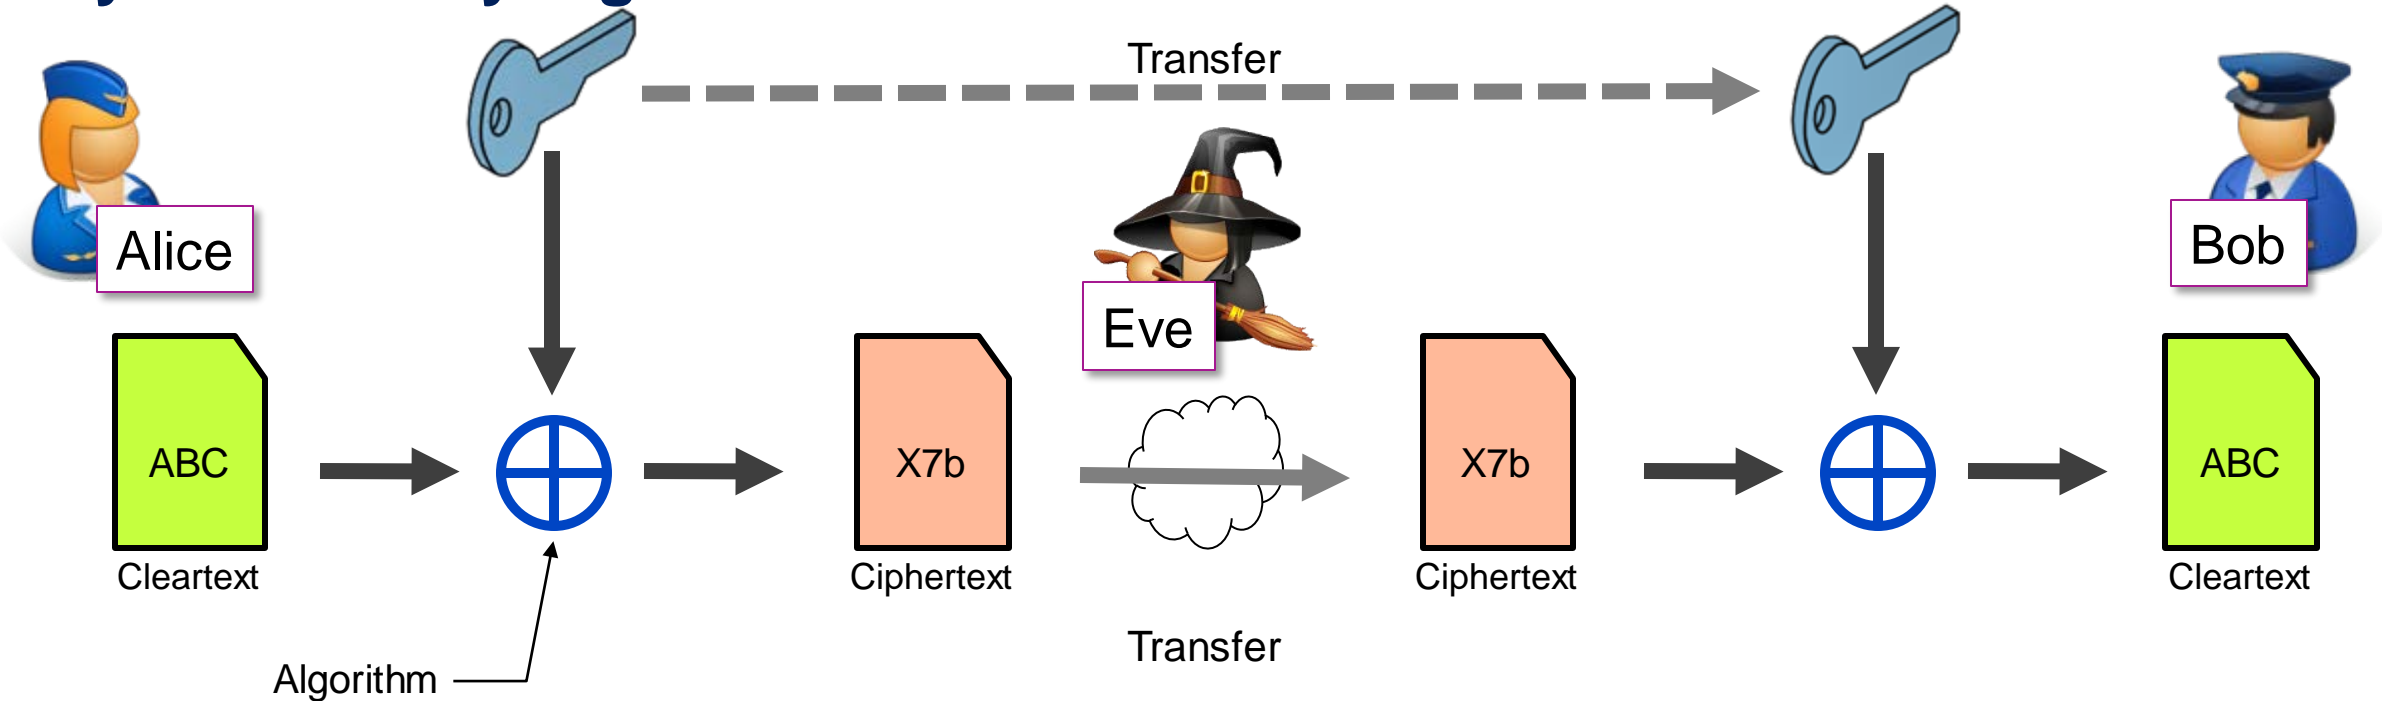 Transfer
Alice
Bob
Eve
ABC
X7b
X7b
ABC
Cleartext
Ciphertext
Ciphertext
Cleartext
Transfer
Algorithm